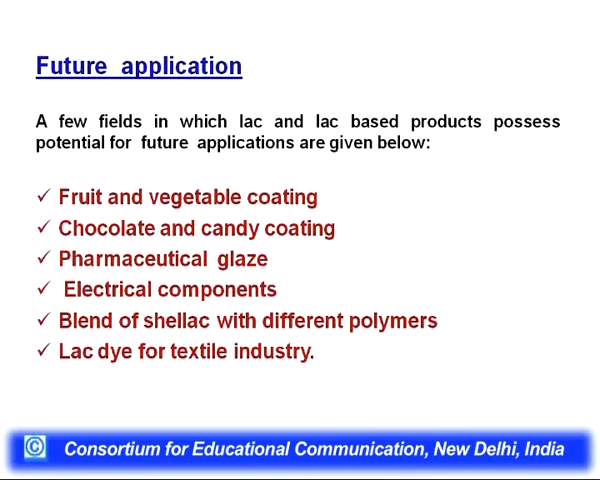 Future application
A few fields in which lac and lac based products possess
potential for future applications are given below:
✓ Fruit and vegetable coating
✓ Chocolate and candy coating
✓ Pharmaceutical glaze
✓ Electrical components
✓ Blend of shellac with different polymers
✓ Lac dye for textile industry.
© Consortium for Educational Communication, New Delhi, India